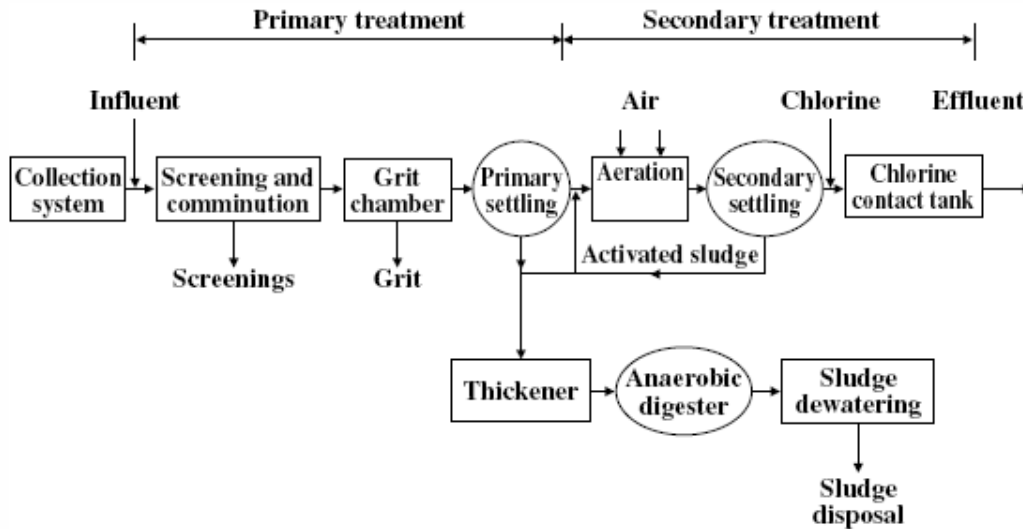 Primary treatment
Secondary treatment
Influent
Air
Chlorine
Effluent
Collection
system
Screening and
comminution
Grit
chamber
Primary
settling
Aeration
Secondary
settling
Chlorine
contact tank
Screenings
Grit
Activated sludge
Thickener
Anaerobic
digester
Sludge
dewatering
Sludge
disposal